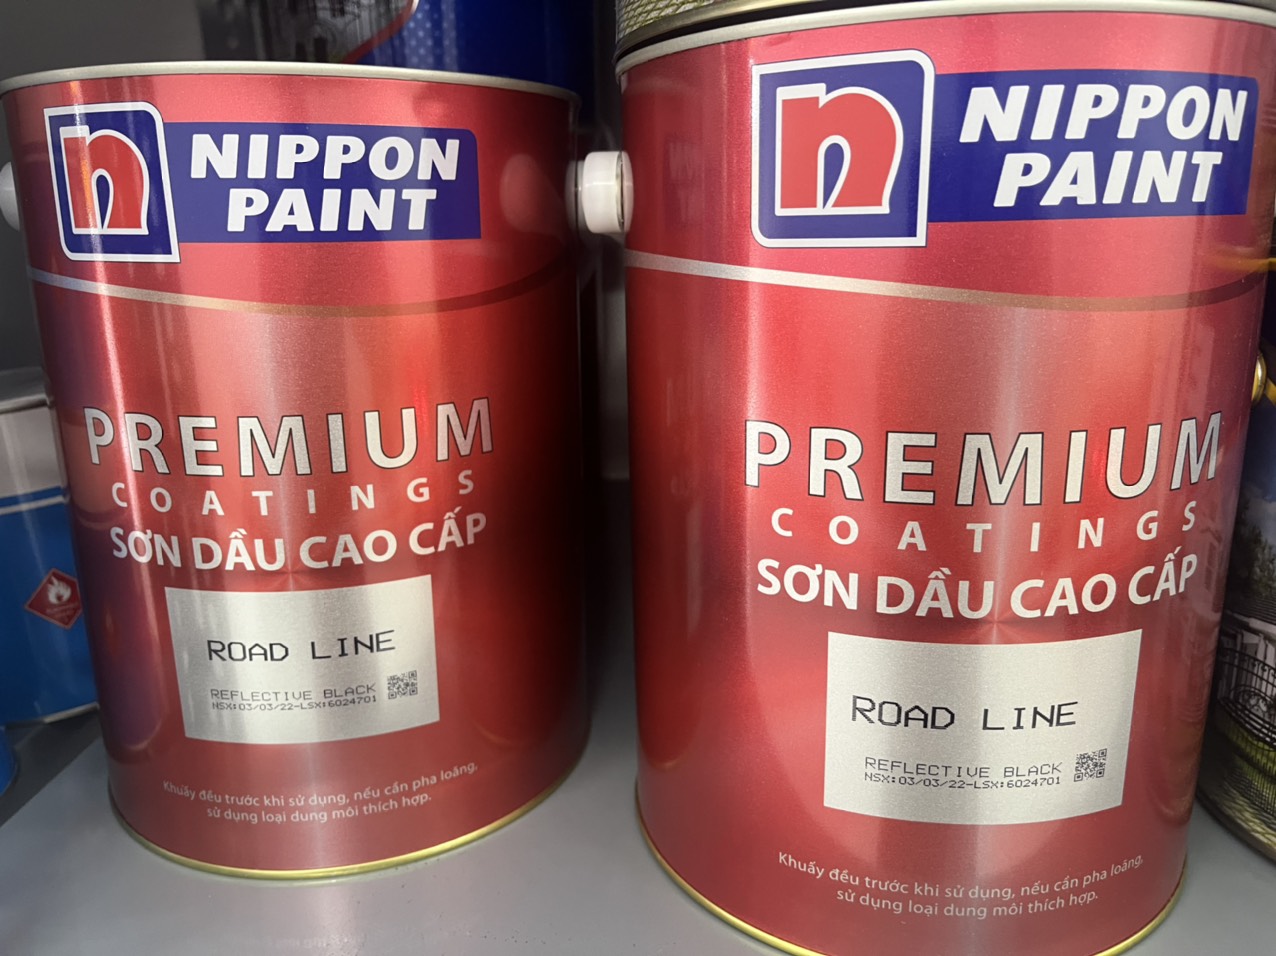 NIPPON
PAINT
PREMIUM
COATINGS
SƠN DẦU CAO CẤP
ROAD LINE
REFLECTIVE BLACK
NSX:03/03/22-LSX:6024701
Khuấy đều trước khi sử dụng, nếu cần pha loãng,
sử dụng loại dung môi thích hợp.
NIPPON
PAINT
PREMIUM
COATINGS
SƠN DẦU CAO CẤP
ROAD LINE
REFLECTIVE BLACK
NSX:03/03/22-LSX:6024701
Khuấy đều trước khi sử dụng, nếu cần pha loãng,
sử dụng loại dung môi thích hợp.